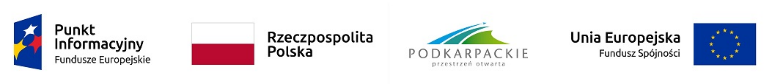 Punkt
Informacyjny
Fundusze Europejskie
Rzeczpospolita
Polska
PODKARPACKIE
przestrzeń otwarta
Unia Europejska
Fundusz Spójności